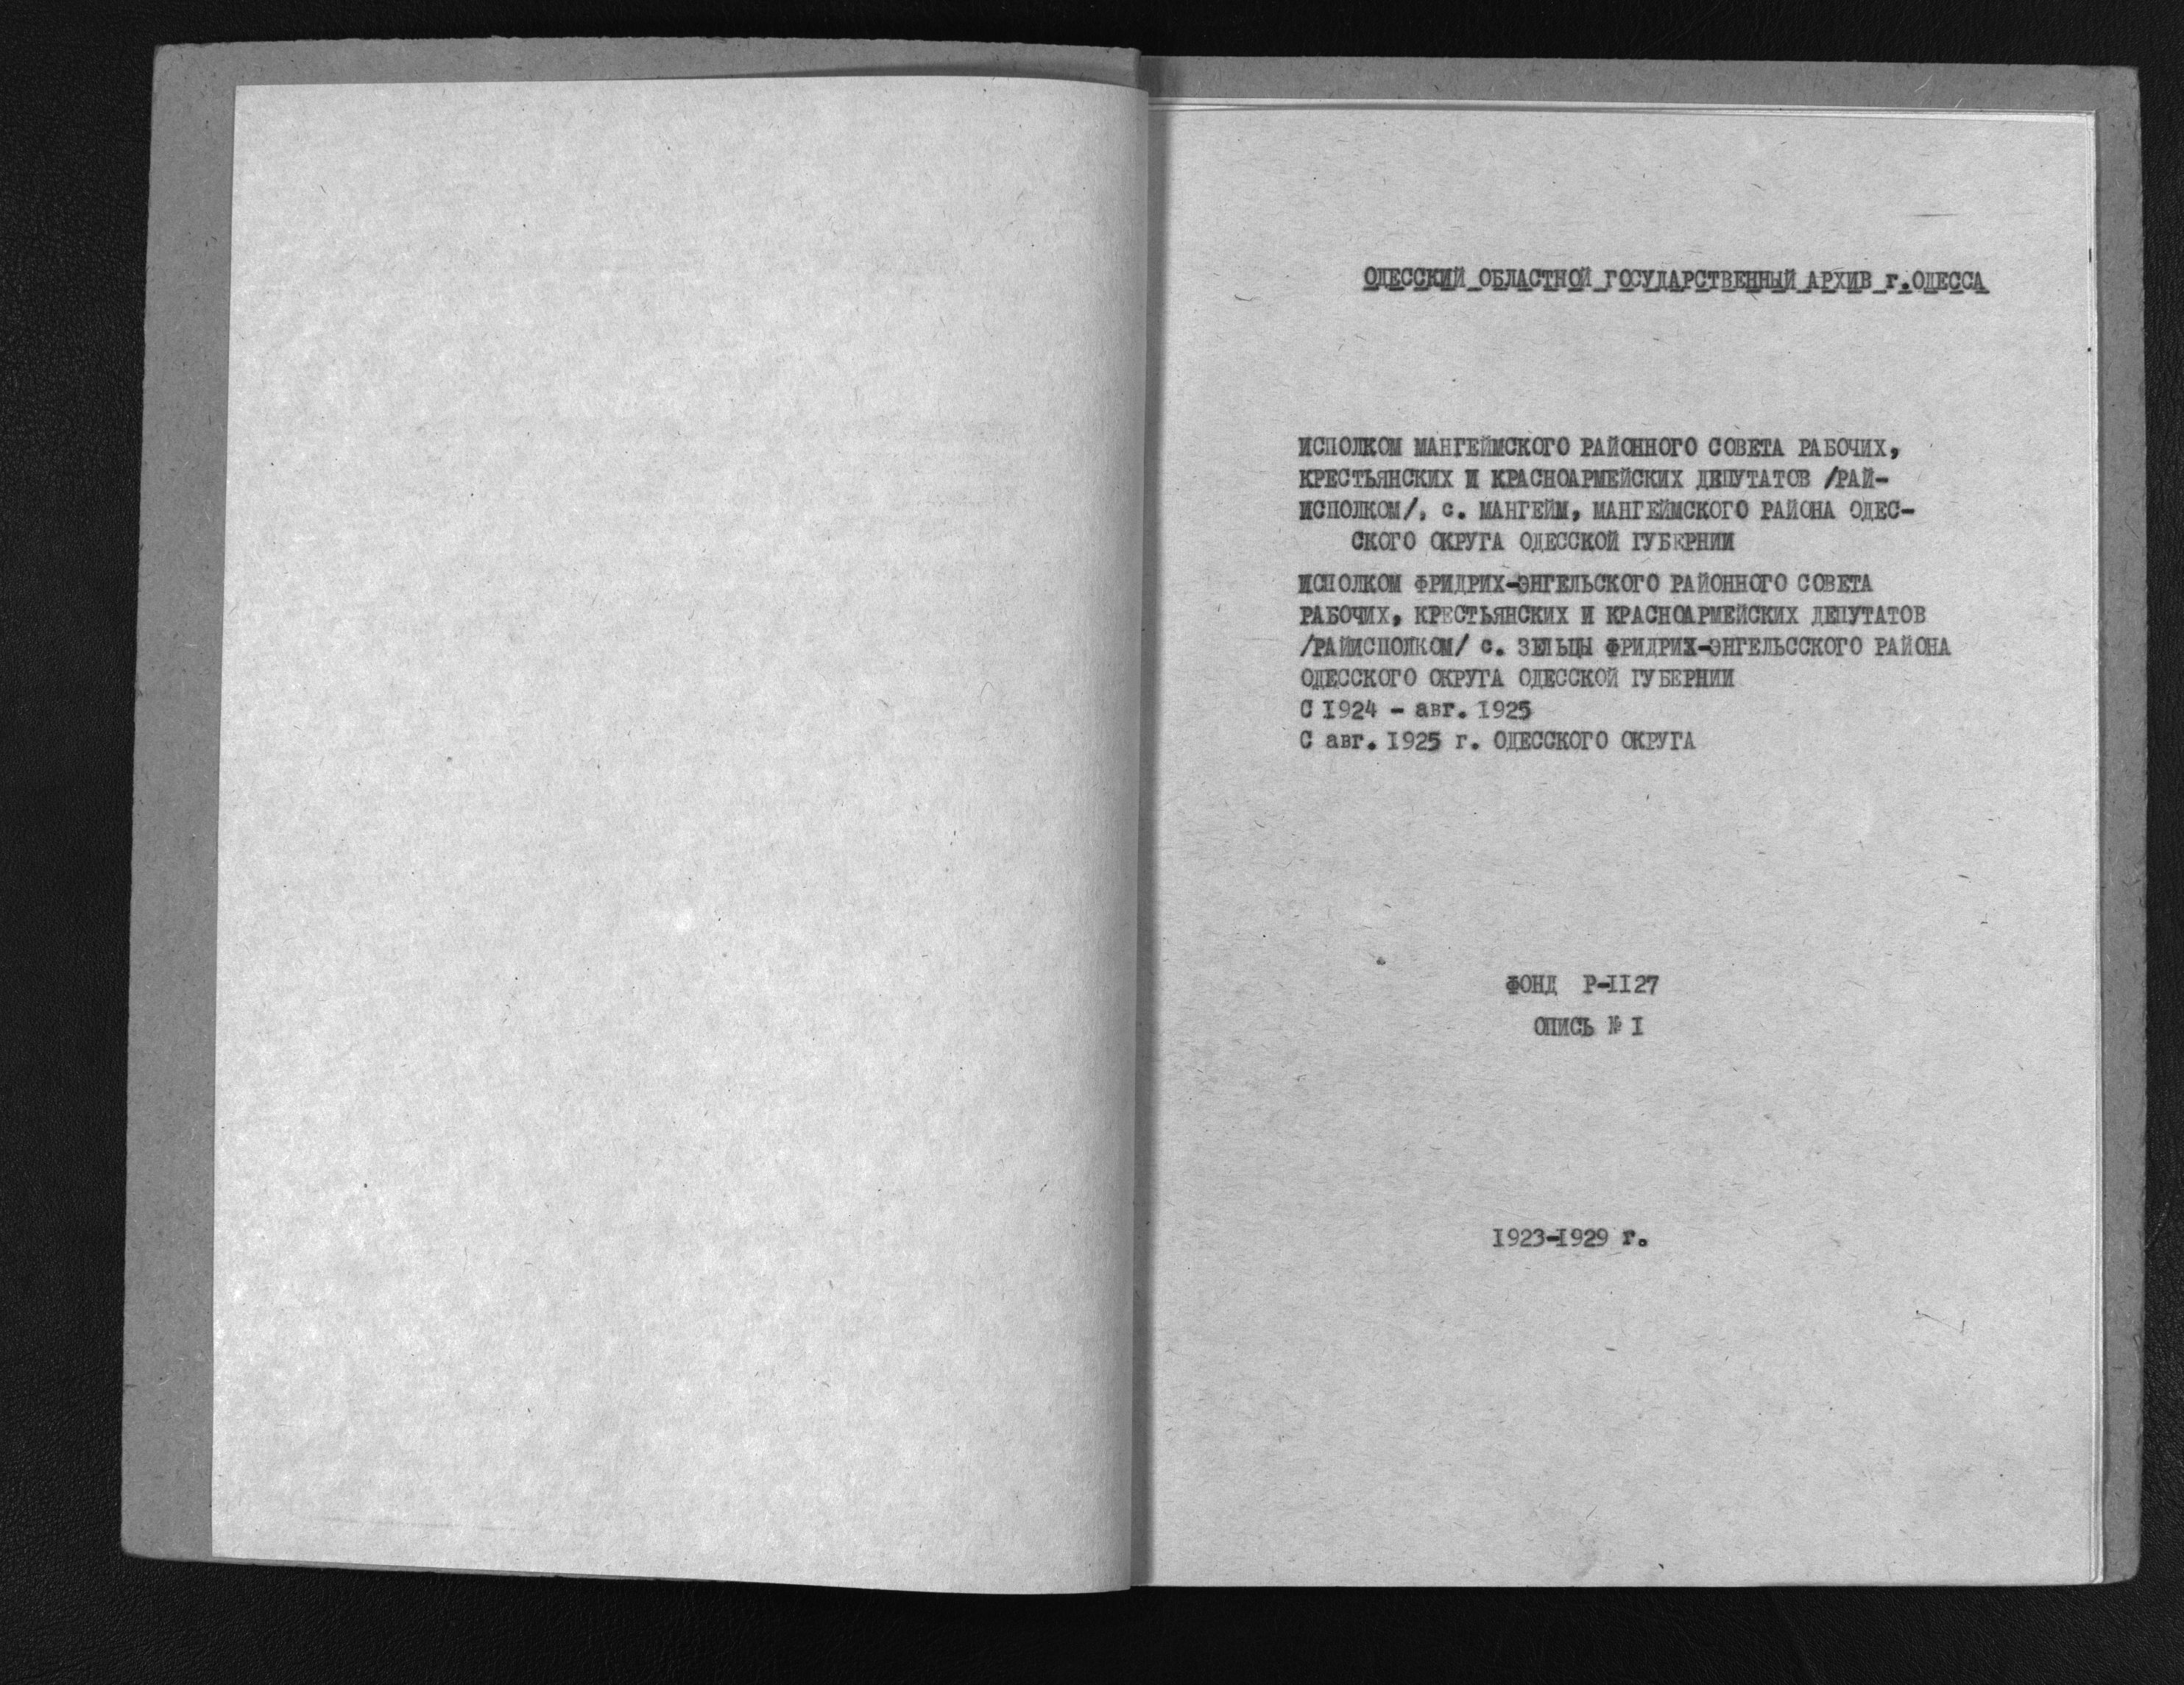 ОДЕССКИЙ ОБЛАСТНОЙ ГОСУДАРСТВЕННЫЙ АРХИВ г.ОДЕССА
ИСПОЛКОМ МАНГЕЙМСКОГО РАЙОННОГО СОВЕТА РАБОЧИХ,
КРЕСТЬЯНСКИХ И КРАСНОАРМЕЙСКИХ ДЕПУТАТОВ /РАЙ-
ИСПОЛКОМ/, с. МАНГЕЙМ, МАНГЕЙМСКОГО РАЙОНА ОДЕС-
СКОГО ОКРУГА ОДЕССКОЙ ГУБЕРНИИ
ИСПОЛКОМ ФРИДРИХ-ЭНГЕЛЬСКОГО РАЙОННОГО СОВЕТА
РАБОЧИХ, КРЕСТЬЯНСКИХ И КРАСНОАРМЕЙСКИХ ДЕПУТАТОВ
/РАЙИСПОЛКОМ/ с. ЗЕЛЬЦЫ ФРИДРИХ-ЭНГЕЛЬССКОГО РАЙОНА
ОДЕССКОГО ОКРУГА ОДЕССКОЙ ГУБЕРНИИ
С 1924 - авг. 1925
С авг. 1925 г. ОДЕССКОГО ОКРУГА
ФОНД Р-1127
ОПИСЬ № 1
1923-1929 г.